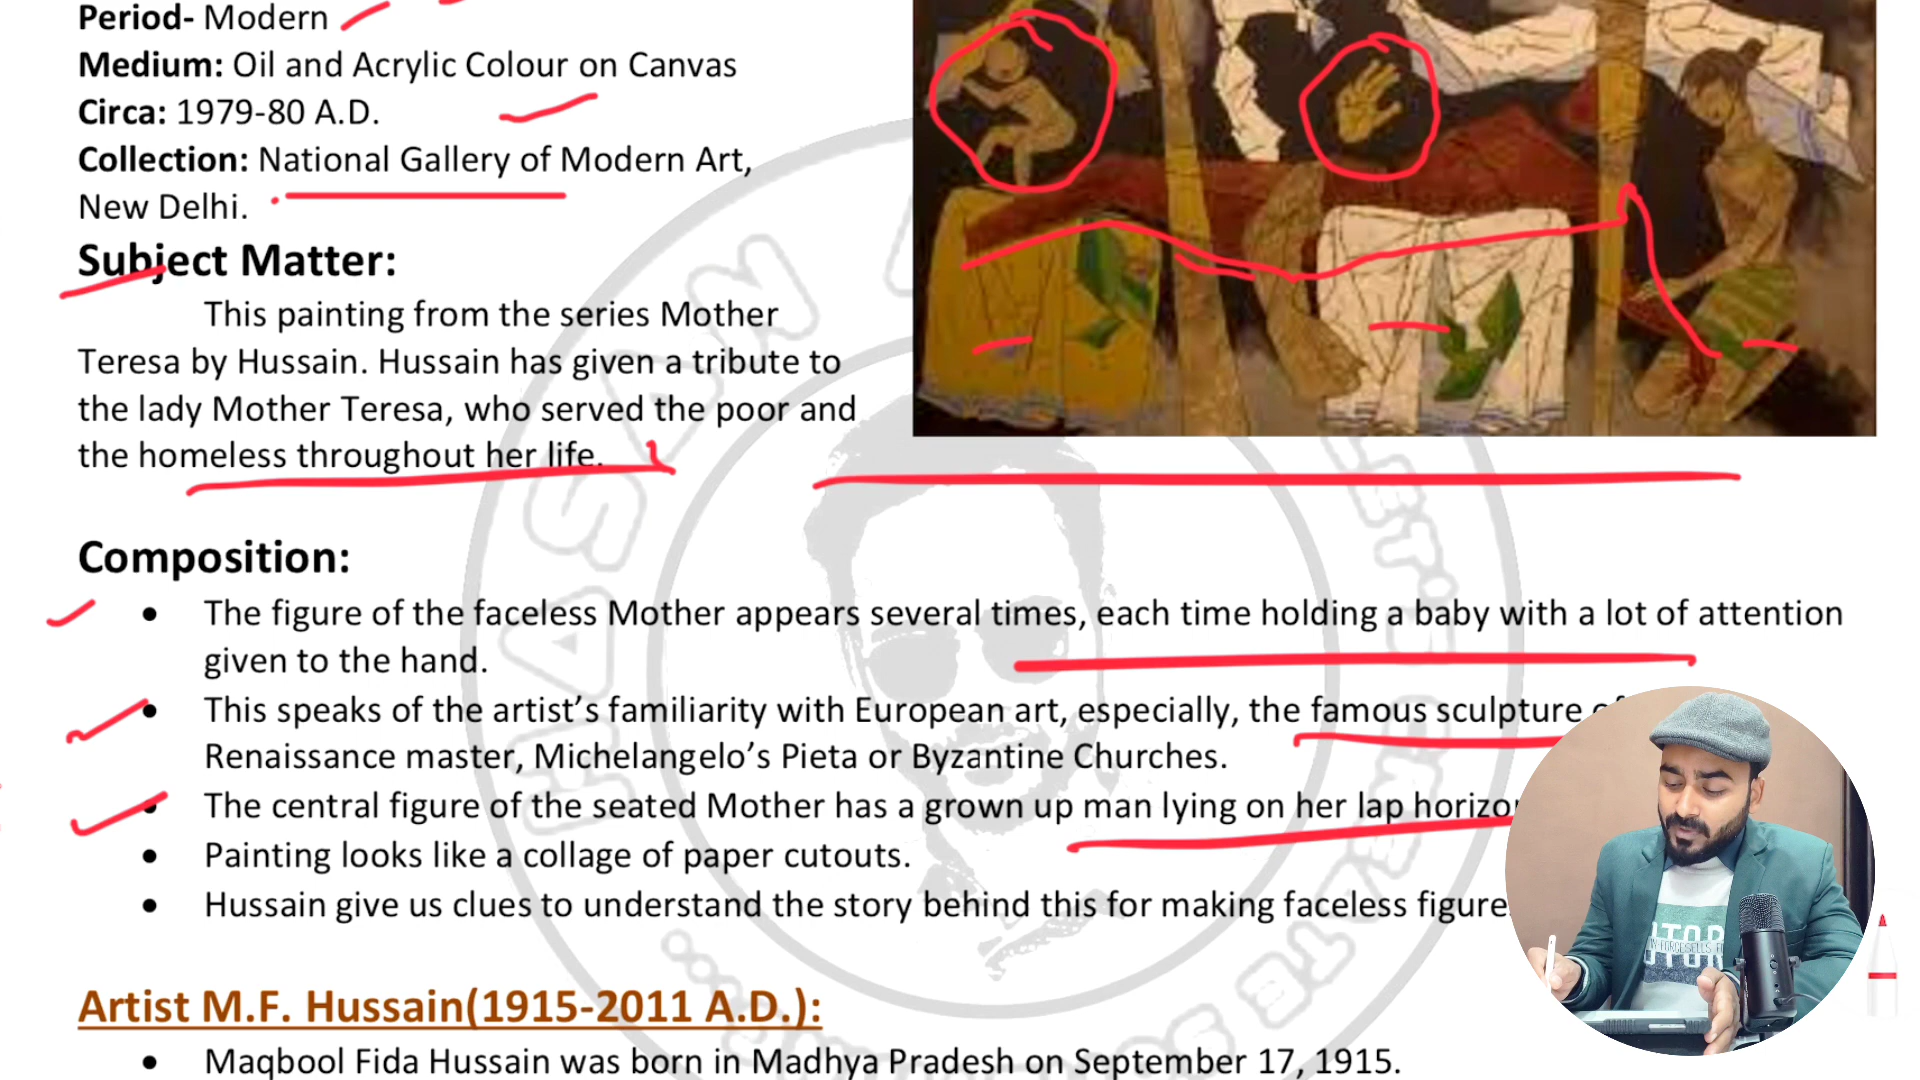 Period- Modern
Medium: Oil and Acrylic Colour on Canvas
Circa: 1979-80 A.D.
Collection: National Gallery of Modern Art,
New Delhi.
Subject Matter:
This painting from the series Mother
Teresa by Hussain. Hussain has given a tribute to
the lady Mother Teresa, who served the poor and
the homeless throughout her life.
Composition:
• The figure of the faceless Mother appears several times, each time holding a baby with a lot of attention
given to the hand.
• This speaks of the artist’s familiarity with European art, especially, the famous sculpture
Renaissance master, Michelangelo’s Pieta or Byzantine Churches.
• The central figure of the seated Mother has a grown up man lying on her lap
• Painting looks like a collage of paper cutouts.
• Hussain give us clues to understand the story behind this for making faceless figure
Artist M.F. Hussain(1915-2011 A.D.):
• Maqbool Fida Hussain was born in Madhya Pradesh on September 17, 1915.